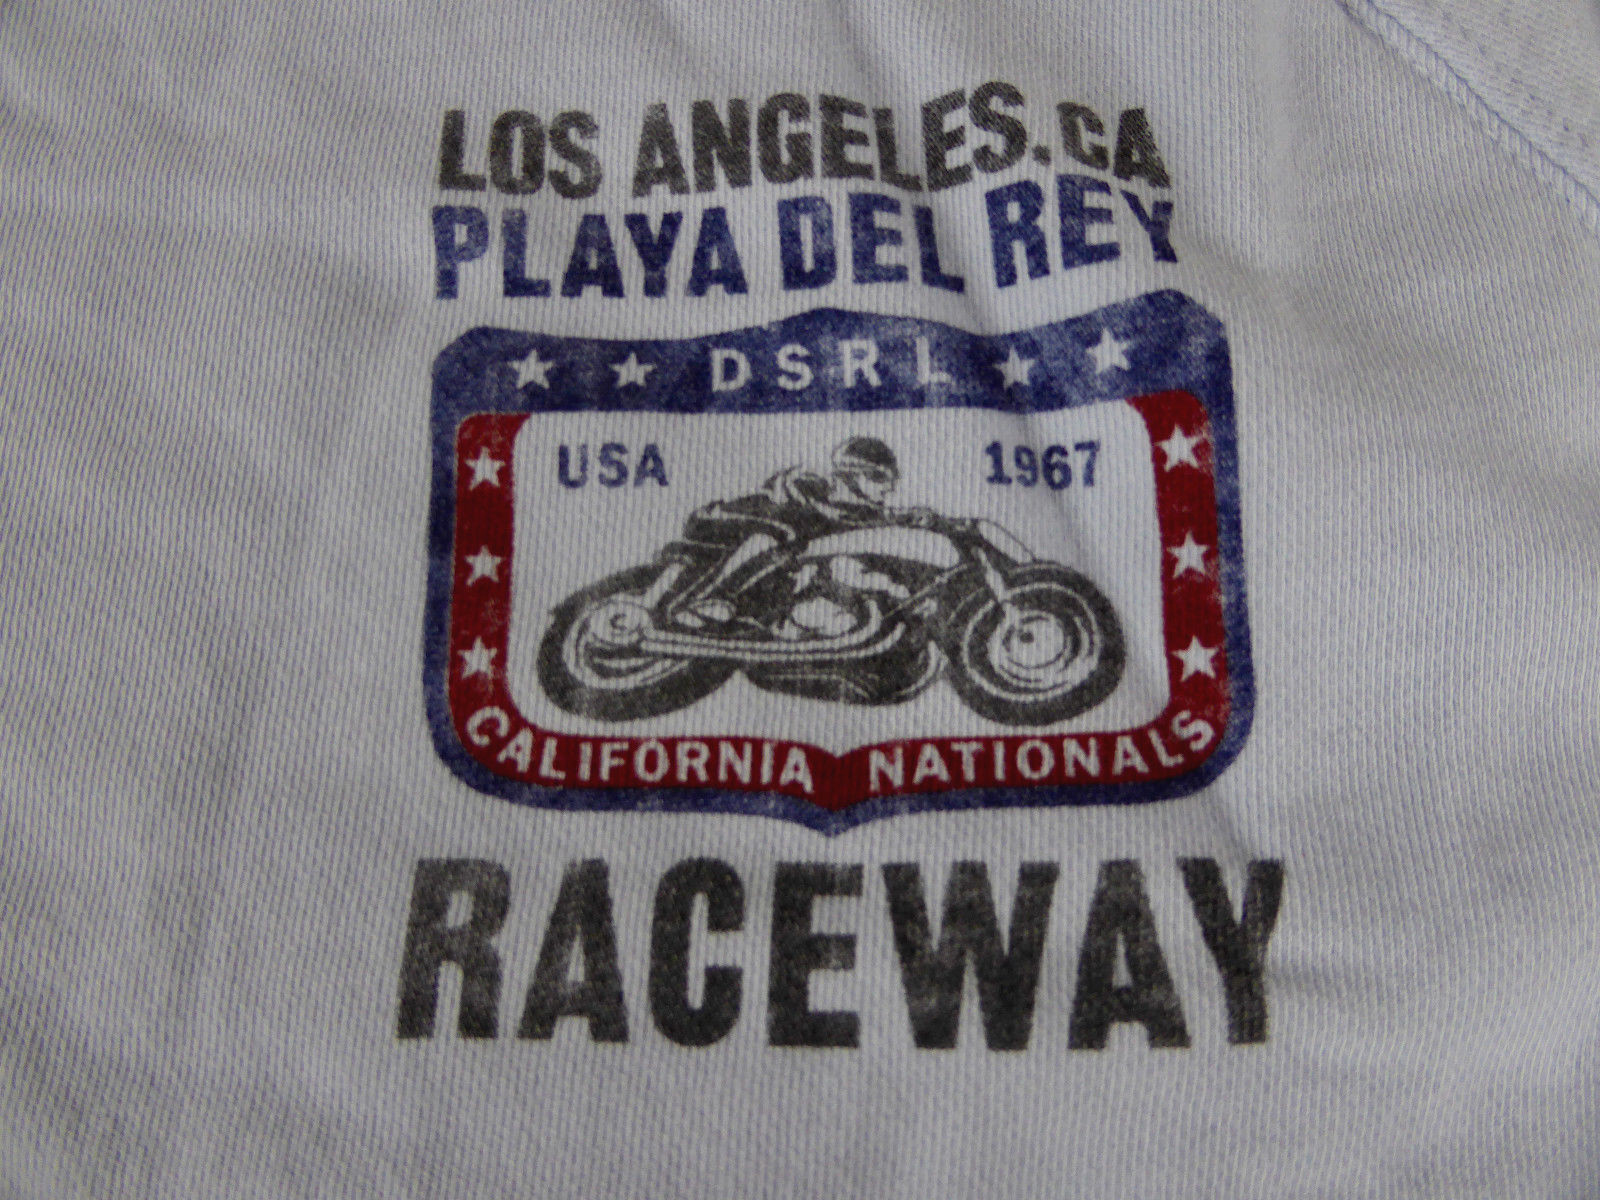 LOS ANGELES.CA
PLAYA DEL REY
DSRL
USA 1967
CALIFORNIA NATIONALS
RACEWAY